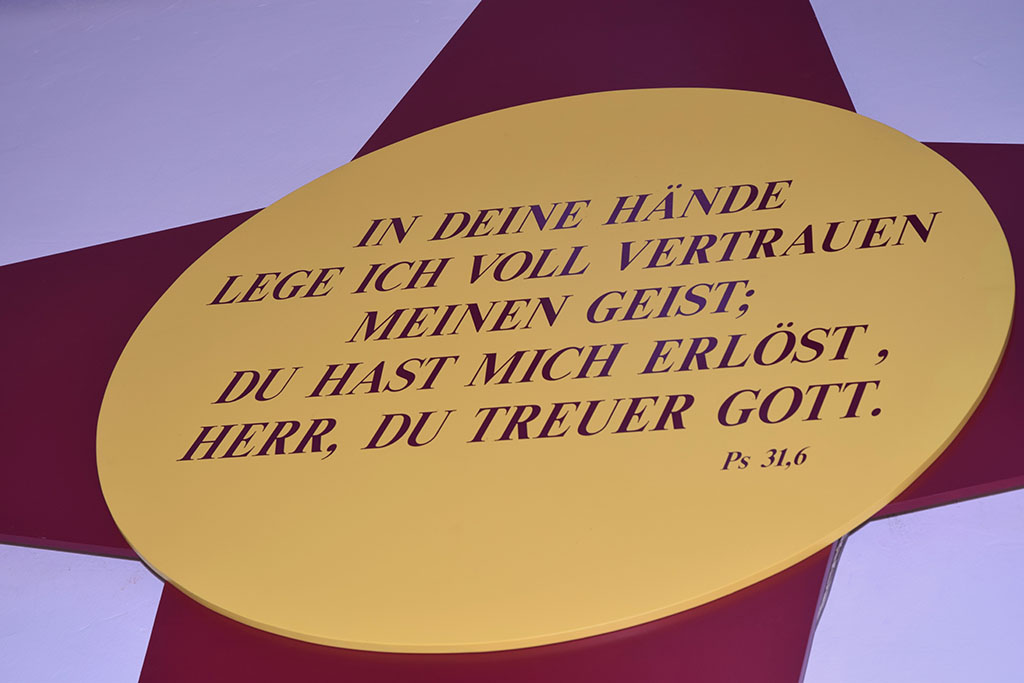 IN DEINE HÄNDE
LEGE ICH VOLL VERTRAUEN
MEINEN GEIST;
DU HAST MICH ERLÖST ,
HERR, DU TREUER GOTT.
Ps 31,6